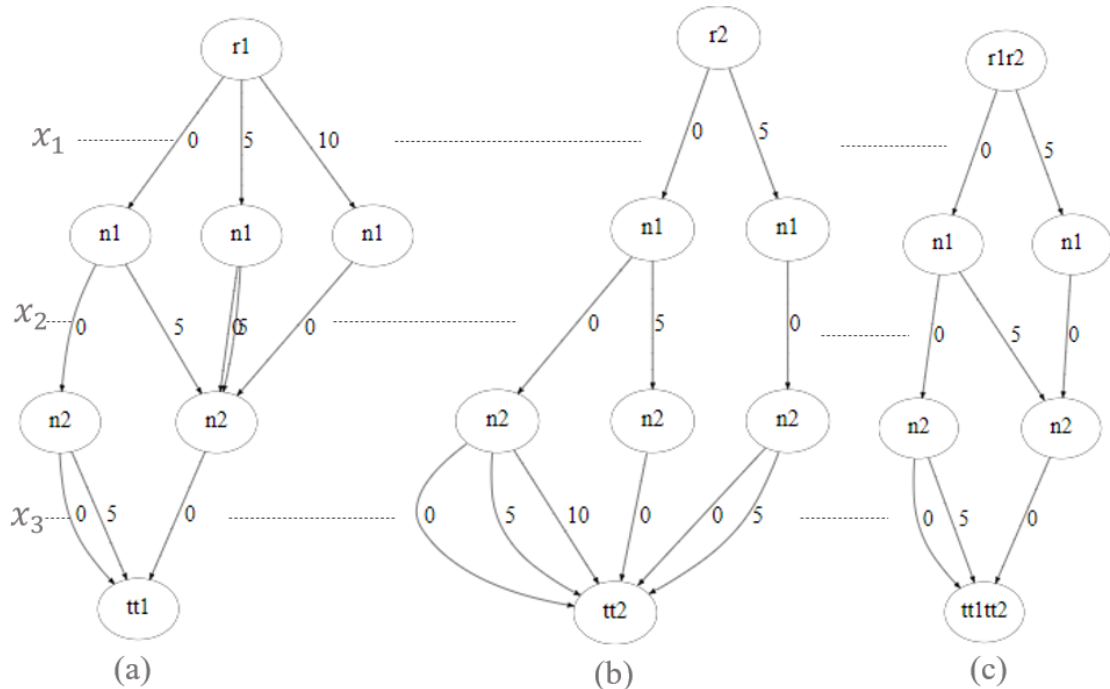 r1 r2 r1r2
x₁ 0 5 10 0 5 0 5
n1 n1 n1 n1 n1 n1 n1
x₂ 0 5 0 5 0 0 5 0 0 5 0
n2 n2 n2 n2 n2 n2 n2
x₃ 0 5 0 0 5 10 0 0 5 0 5 0
tt1 tt2 tt1tt2
(a) (b) (c)